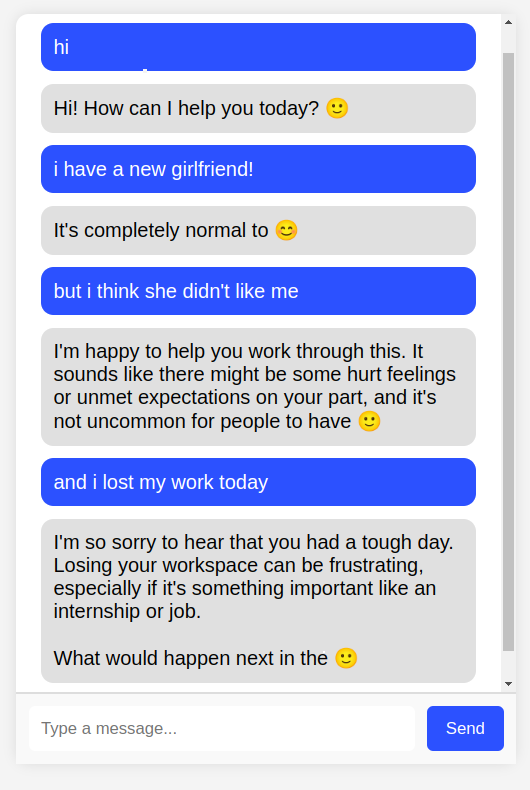 hi
Hi! How can I help you today? 🙂
i have a new girlfriend!
It's completely normal to 😊
but i think she didn't like me
I'm happy to help you work through this. It
sounds like there might be some hurt feelings
or unmet expectations on your part, and it's
not uncommon for people to have 🙂
and i lost my work today
I'm so sorry to hear that you had a tough day.
Losing your workspace can be frustrating,
especially if it's something important like an
internship or job.
What would happen next in the 🙂
Type a message...
Send